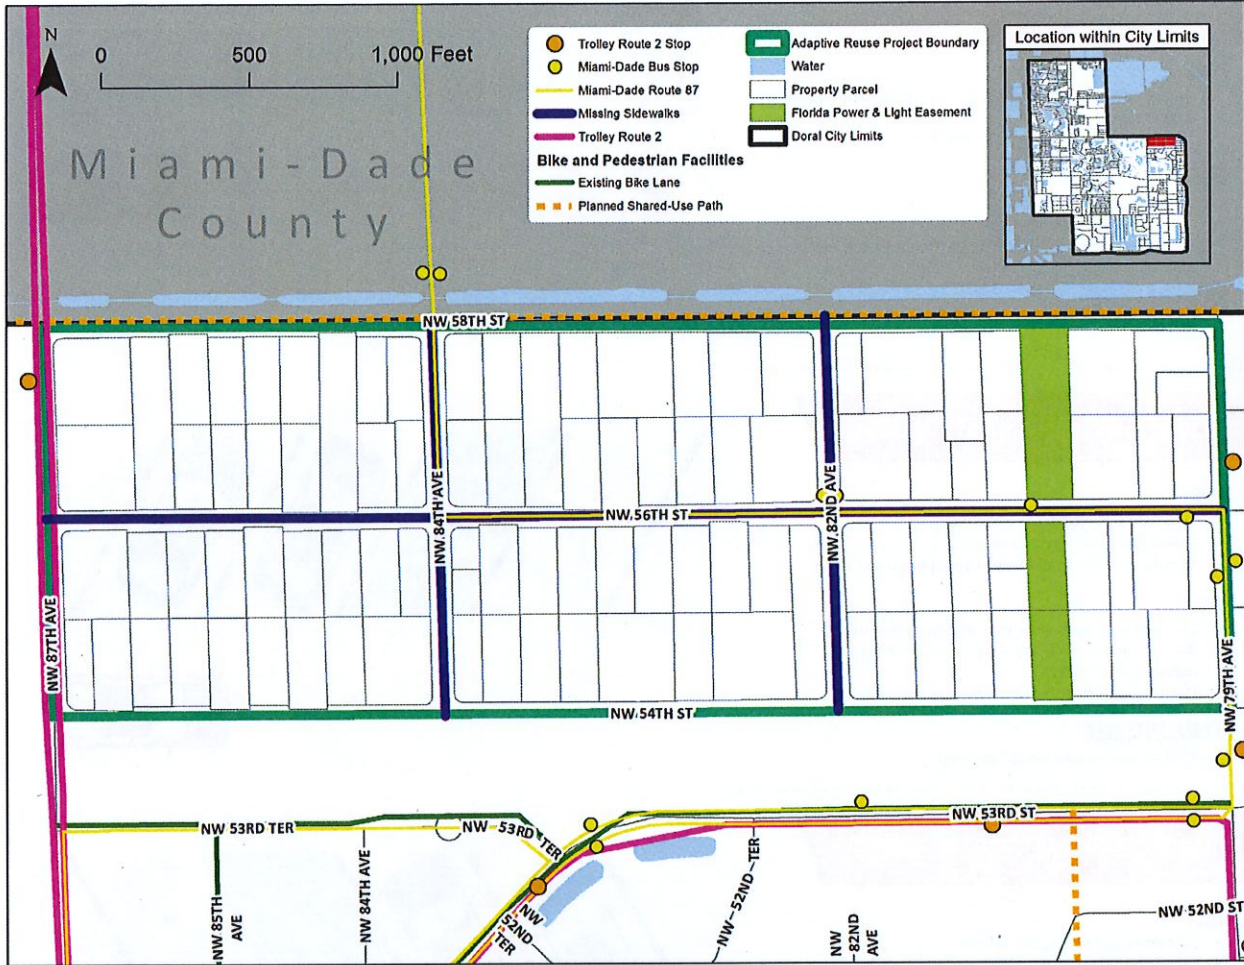 N
0 500 1,000 Feet
Miami-Dade
County
Trolley Route 2 Stop
Miami-Dade Bus Stop
Miami-Dade Route 87
Missing Sidewalks
Trolley Route 2
Bike and Pedestrian Facilities
Existing Bike Lane
Planned Shared-Use Path
Adaptive Reuse Project Boundary
Water
Property Parcel
Florida Power & Light Easement
Doral City Limits
Location within City Limits
NW 58TH ST
NW 84TH AVE
NW 82ND AVE
NW 56TH ST
NW 87TH AVE
NW 79TH AVE
NW 54TH ST
NW 53RD TER
NW 53RD TER
NW 53RD ST
NW 85TH
AVE
NW 84TH AVE
NW
52ND
TER
NW 52ND TER
NW
82ND
AVE
NW 52ND ST